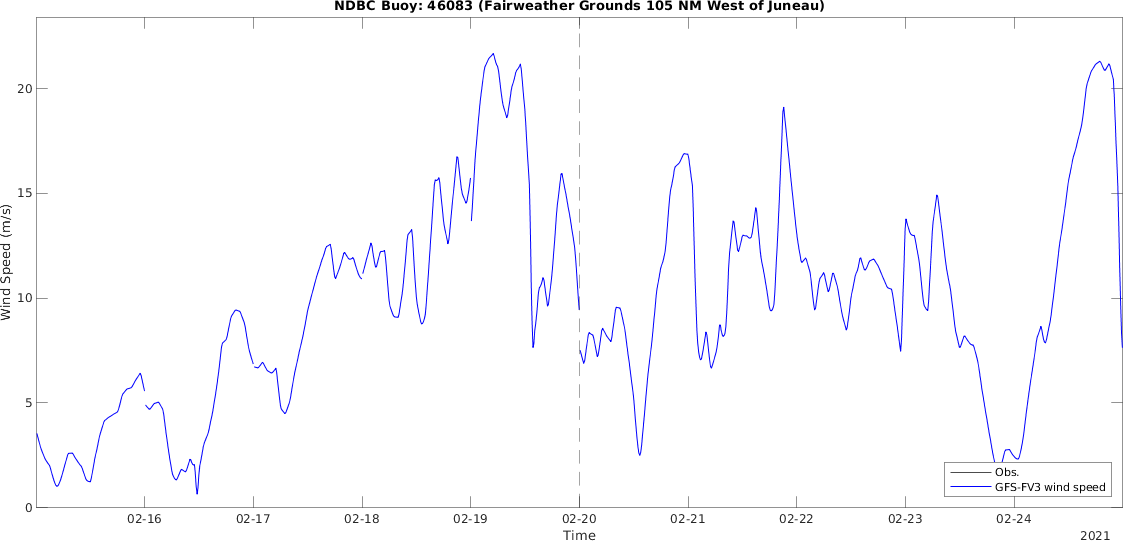 NDBC Buoy: 46083 (Fairweather Grounds 105 NM West of Juneau)
20
15
10
5
0
Wind Speed (m/s)
02-16 02-17 02-18 02-19 02-20 02-21 02-22 02-23 02-24
Time
2021
Obs.
GFS-FV3 wind speed